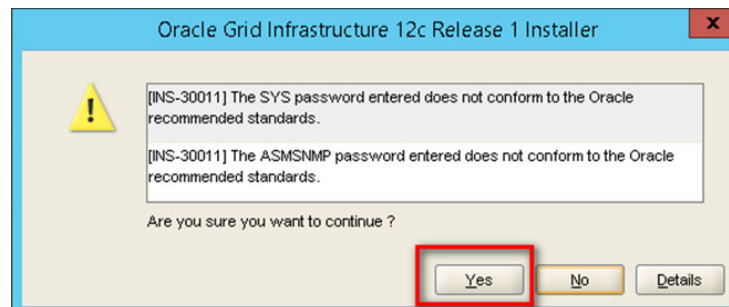 Oracle Grid Infrastructure 12c Release 1 Installer
x
[INS-30011] The SYS password entered does not conform to the Oracle
recommended standards.
[INS-30011] The ASMSNMP password entered does not conform to the Oracle
recommended standards.
Are you sure you want to continue ?
Yes No Details